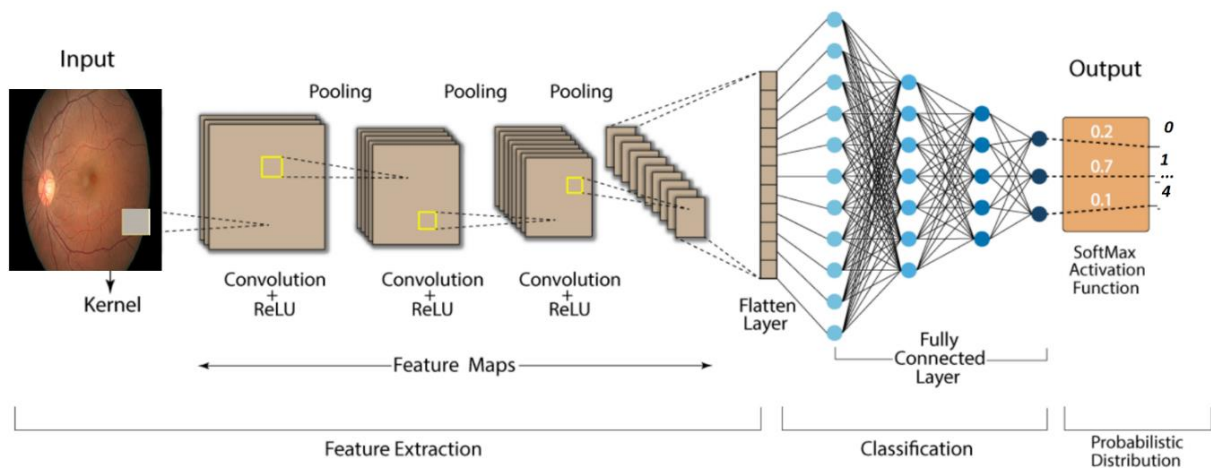 Input
Kernel
Pooling
Pooling
Pooling
Convolution
+
ReLU
Convolution
+
ReLU
Convolution
+
ReLU
Feature Maps
Flatten
Layer
Fully
Connected
Layer
Output
0.2
0.7
0.1
0
1
...
4
SoftMax
Activation
Function
Feature Extraction
Classification
Probabilistic
Distribution